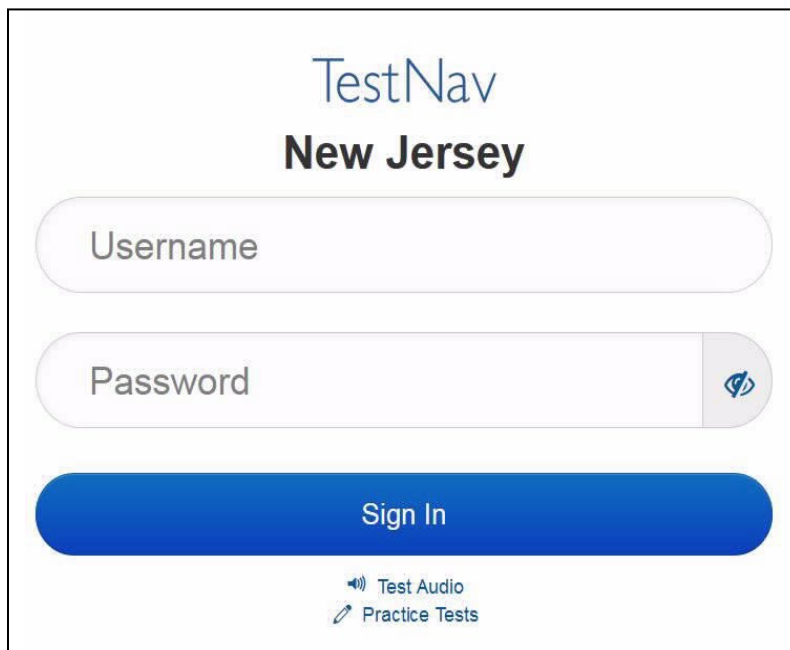 TestNav
New Jersey
Username
Password
Sign In
Test Audio
Practice Tests